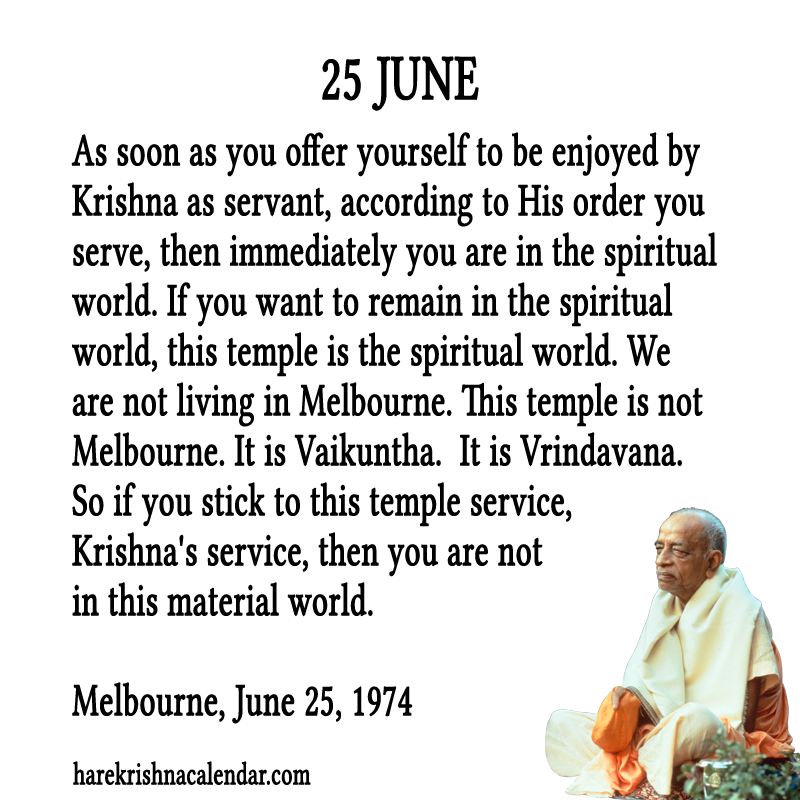 25 JUNE
As soon as you offer yourself to be enjoyed by
Krishna as servant, according to His order you
serve, then immediately you are in the spiritual
world. If you want to remain in the spiritual
world, this temple is the spiritual world. We
are not living in Melbourne. This temple is not
Melbourne. It is Vaikuntha.  It is Vrindavana.
So if you stick to this temple service,
Krishna's service, then you are not
in this material world.
Melbourne, June 25, 1974
harekrishnacalendar.com